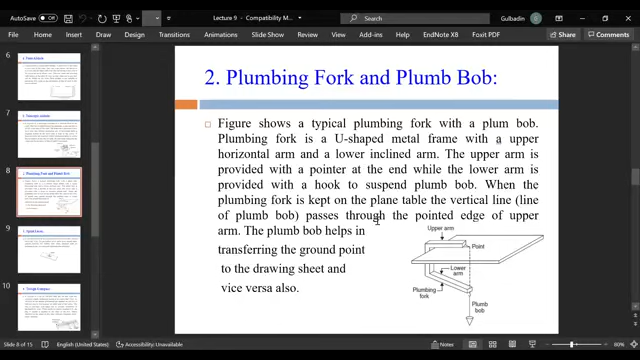 AutoSave
Off
Lecture 9 - Compatibility M...
Search
Gulbadin
File
Home
Insert
Draw
Design
Transitions
Animations
Slide Show
Review
View
Help
EndNote X8
Foxit PDF
Share
Comments
6
7
8
9
10
2. Plumbing Fork and Plumb Bob:
Figure shows a typical plumbing fork with a plum bob.
Plumbing fork is a U-shaped metal frame with a upper
horizontal arm and a lower inclined arm. The upper arm is
provided with a pointer at the end while the lower arm
is provided with a hook to suspend plumb bob. When the
plumbing fork is kept on the plane table the vertical line (line
of plumb bob) passes through the pointed edge of upper
arm. The plumb bob helps in
transferring the ground point
to the drawing sheet and
vice versa also.
Upper arm
Point
Lower
arm
Plumbing
fork
Plumb
bob
Slide 8 of 15
English (United States)
Accessibility: Unavailable
Notes
80%